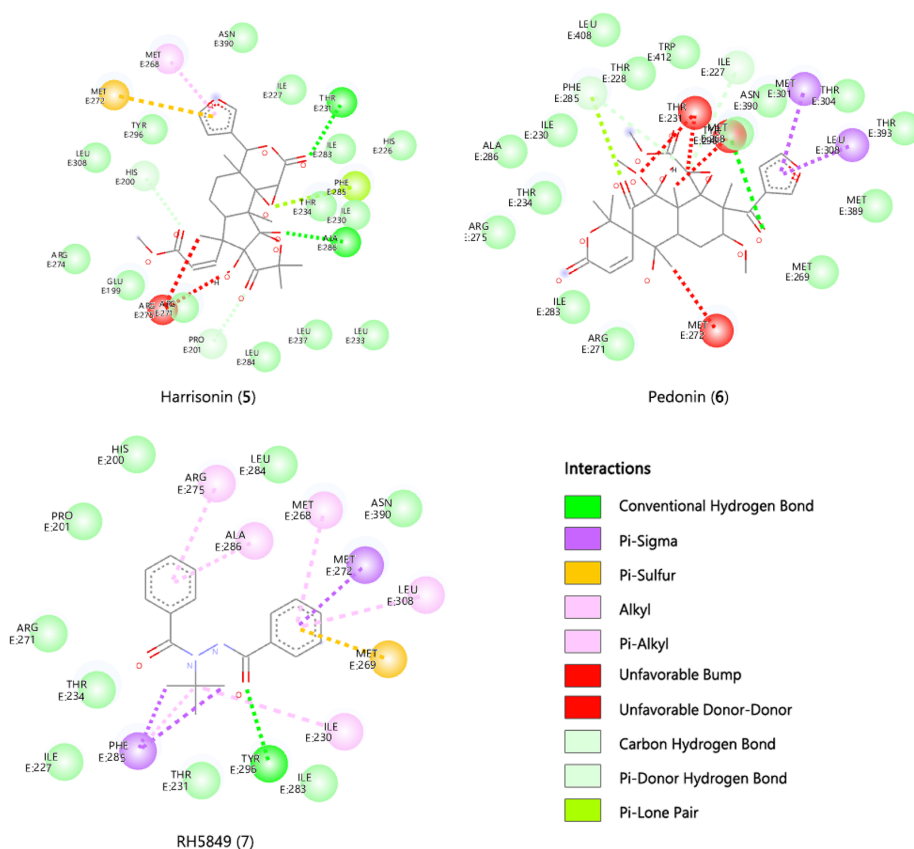 ASN
E:390
MET
E:268
MET
E:272
ILE
E:227
THR
E:231
TYR
E:296
LEU
E:308
ILE
E:283
HIS
E:226
HIS
E:200
PHE
E:285
THR
E:234
ILE
E:230
ALA
E:286
ARG
E:274
GLU
E:199
ARG
E:275
ARG
E:271
H
PRO
E:201
LEU
E:284
LEU
E:237
LEU
E:233
Harrisonin (5)
LEU
E:408
THR
E:228
TRP
E:412
ILE
E:227
PHE
E:285
MET
E:301
THR
E:304
ASN
E:390
THR
E:231
ILE
E:230
MET
E:268
LEU
E:308
THR
E:393
ALA
E:286
H
THR
E:234
MET
E:389
ARG
E:275
MET
E:269
ILE
E:283
ARG
E:271
MET
E:272
Pedonin (6)
HIS
E:200
ARG
E:275
LEU
E:284
MET
E:268
ASN
E:390
PRO
E:201
ALA
E:286
MET
E:272
LEU
E:308
ARG
E:271
O
N
N
O
MET
E:269
THR
E:234
ILE
E:230
ILE
E:227
PHE
E:285
THR
E:231
TYR
E:296
ILE
E:283
RH5849 (7)
Interactions
Conventional Hydrogen Bond
Pi-Sigma
Pi-Sulfur
Alkyl
Pi-Alkyl
Unfavorable Bump
Unfavorable Donor-Donor
Carbon Hydrogen Bond
Pi-Donor Hydrogen Bond
Pi-Lone Pair